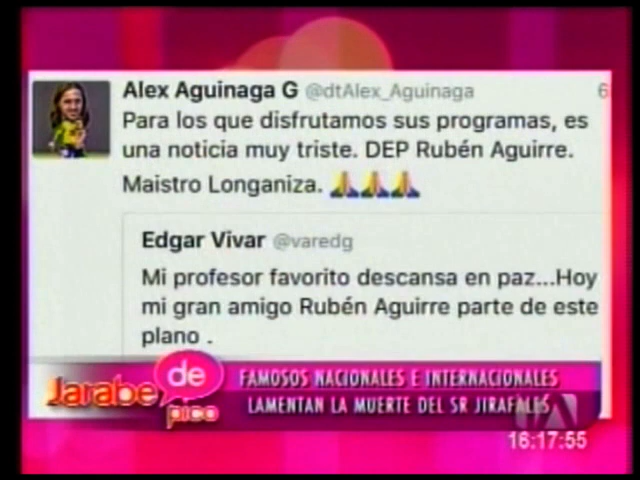 Alex Aguinaga G @dtAlex_Aguinaga 6
Para los que disfrutamos sus programas, es
una noticia muy triste. DEP Rubén Aguirre.
Maistro Longaniza. 🙏🙏🙏
Edgar Vivar @varedg
Mi profesor favorito descansa en paz...Hoy
mi gran amigo Rubén Aguirre parte de este
plano .
Jarabe de pico
FAMOSOS NACIONALES E INTERNACIONALES
LAMENTAN LA MUERTE DEL SR JIRAFALES
16:17:55